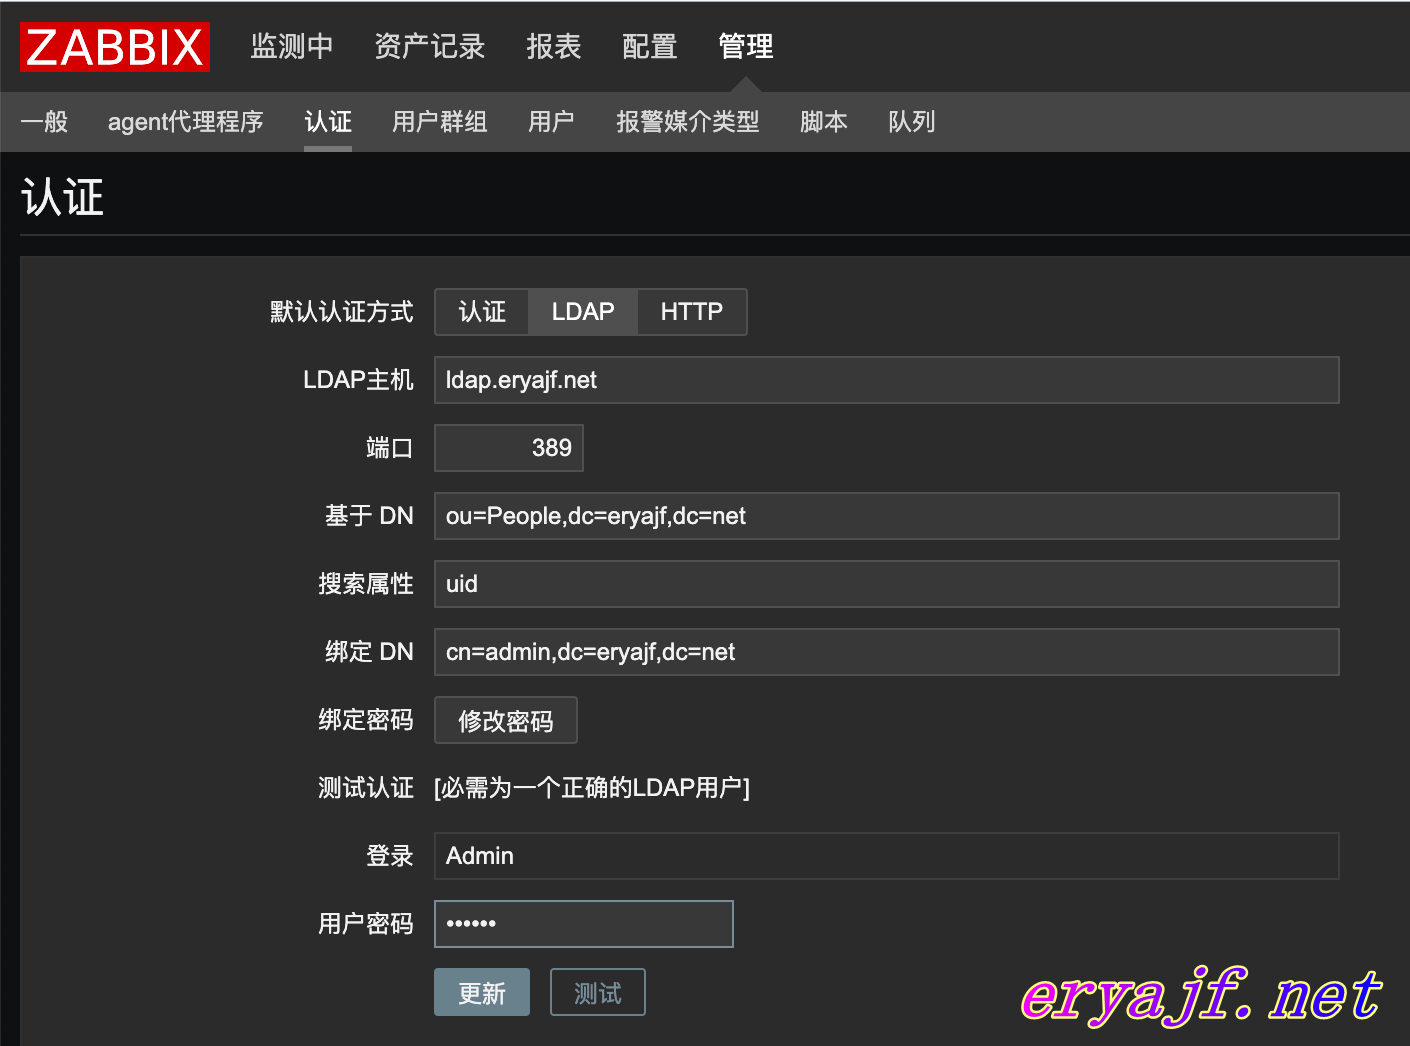 ZABBIX 监测中 资产记录 报表 配置 管理
一般 agent代理程序 认证 用户群组 用户 报警媒介类型 脚本 队列
认证
默认认证方式 认证 LDAP HTTP
LDAP主机 ldap.eryajf.net
端口 389
基于 DN ou=People,dc=eryajf,dc=net
搜索属性 uid
绑定 DN cn=admin,dc=eryajf,dc=net
绑定密码 修改密码
测试认证 [必需为一个正确的LDAP用户]
登录 Admin
用户密码 ••••••
更新 测试
eryajf.net